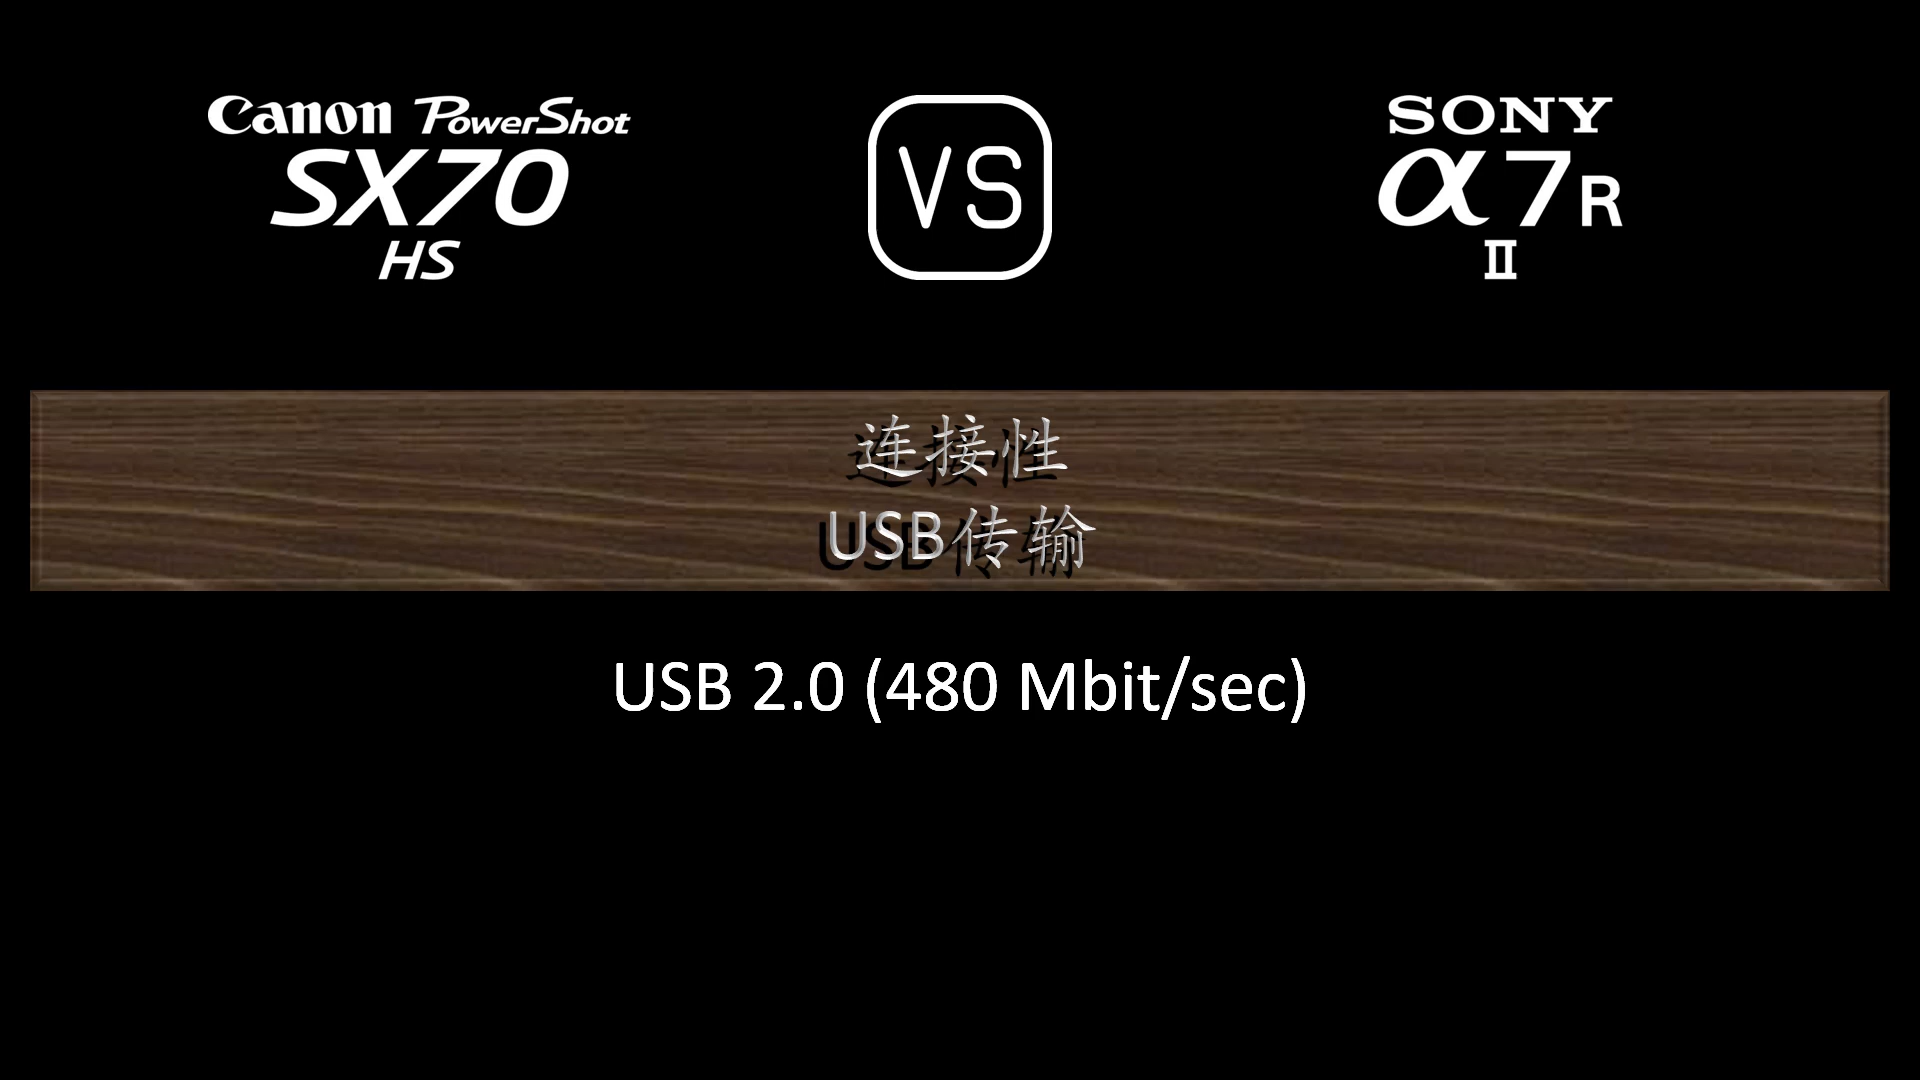 Canon PowerShot
SX70
HS
VS
SONY
α7R
II
连接性
USB传输
USB 2.0 (480 Mbit/sec)